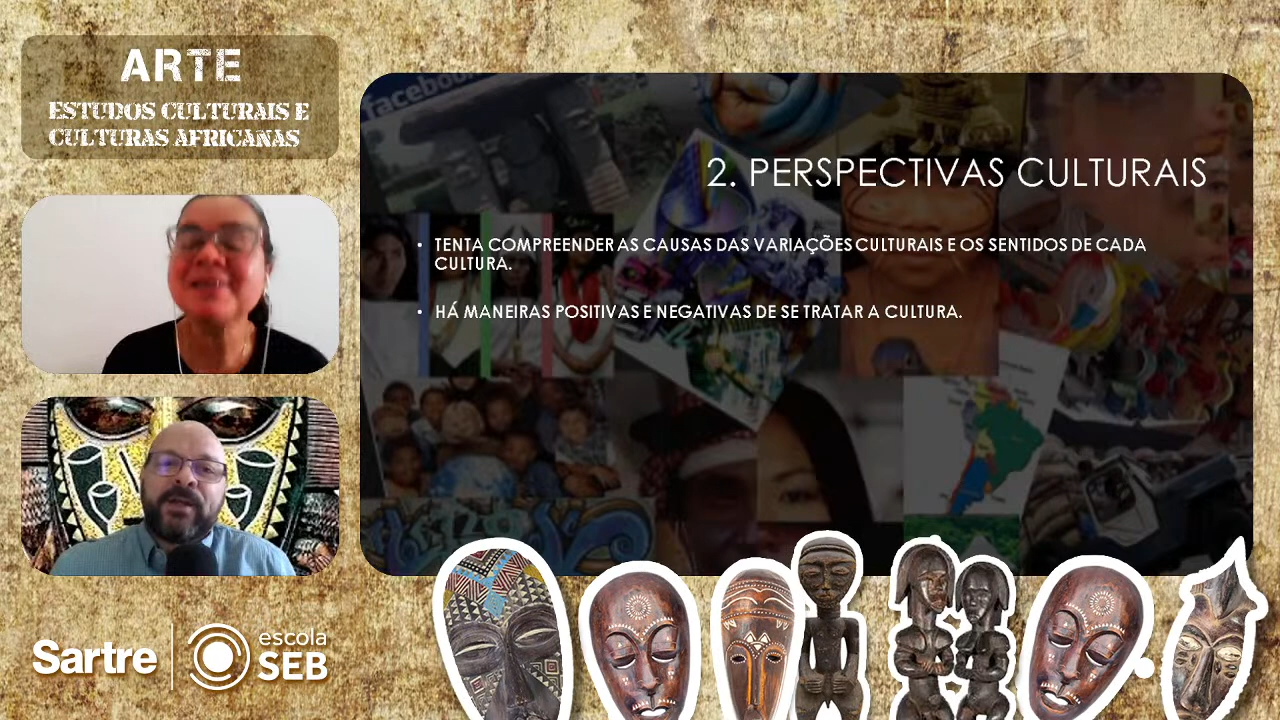 ARTE
ESTUDOS CULTURAIS E
CULTURAS AFRICANAS
facebook
2. PERSPECTIVAS CULTURAIS
• TENTA COMPREENDER AS CAUSAS DAS VARIAÇÕES CULTURAIS E OS SENTIDOS DE CADA
CULTURA.
• HÁ MANEIRAS POSITIVAS E NEGATIVAS DE SE TRATAR A CULTURA.
Sartre
escola
SEB